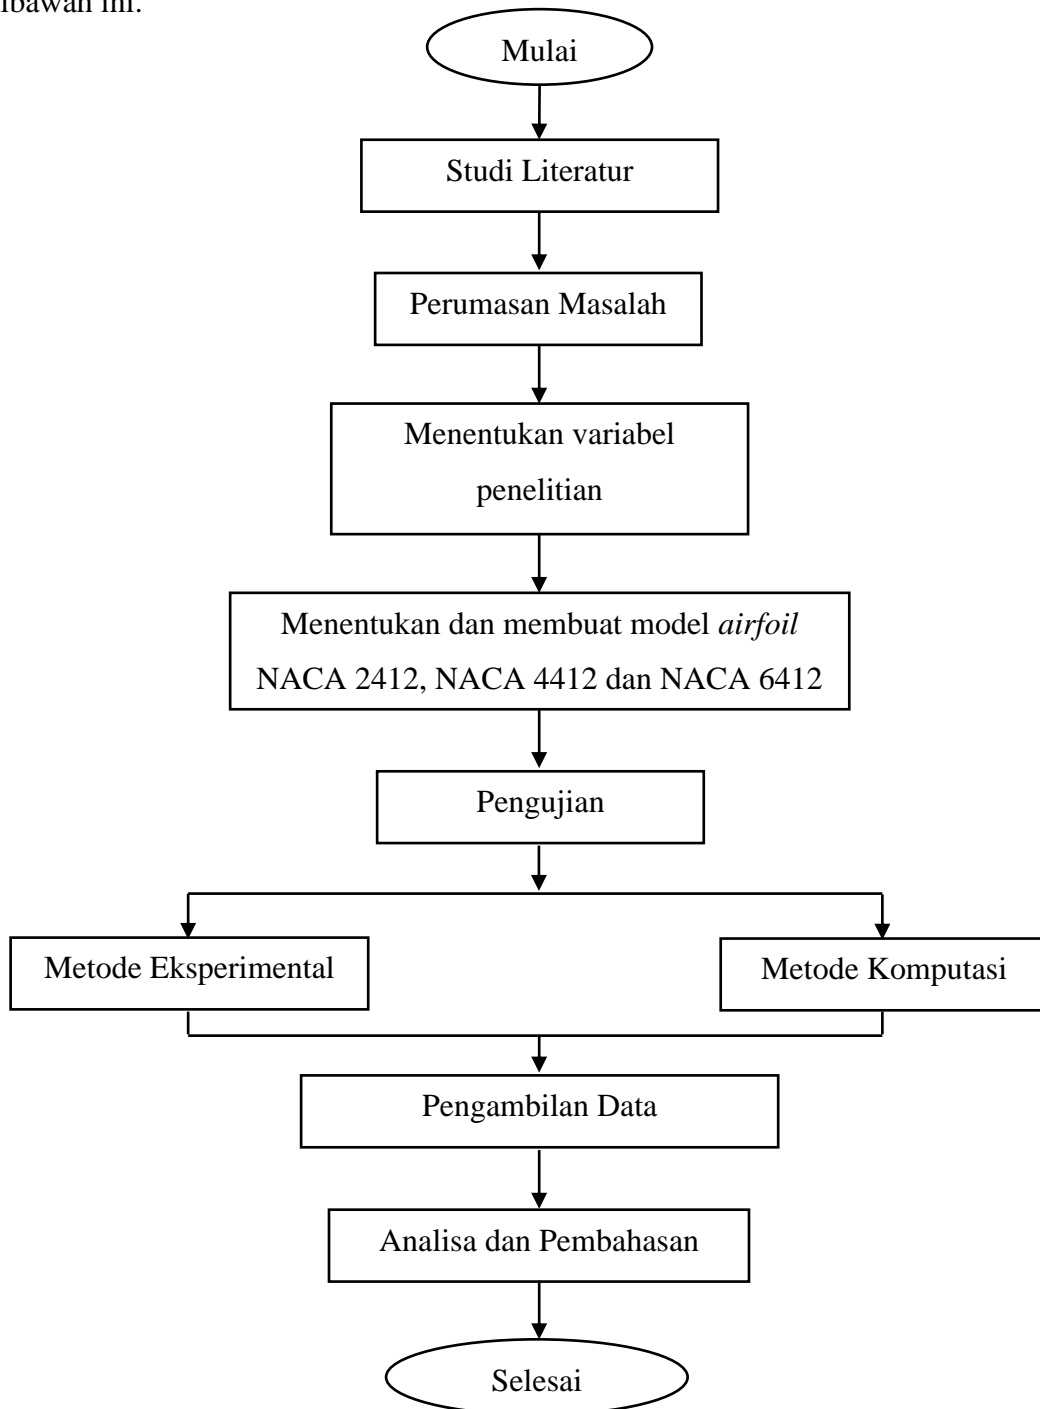 ibawah ini.
Mulai
Studi Literatur
Perumasan Masalah
Menentukan variabel
penelitian
Menentukan dan membuat model airfoil
NACA 2412, NACA 4412 dan NACA 6412
Pengujian
Metode Eksperimental
Metode Komputasi
Pengambilan Data
Analisa dan Pembahasan
Selesai